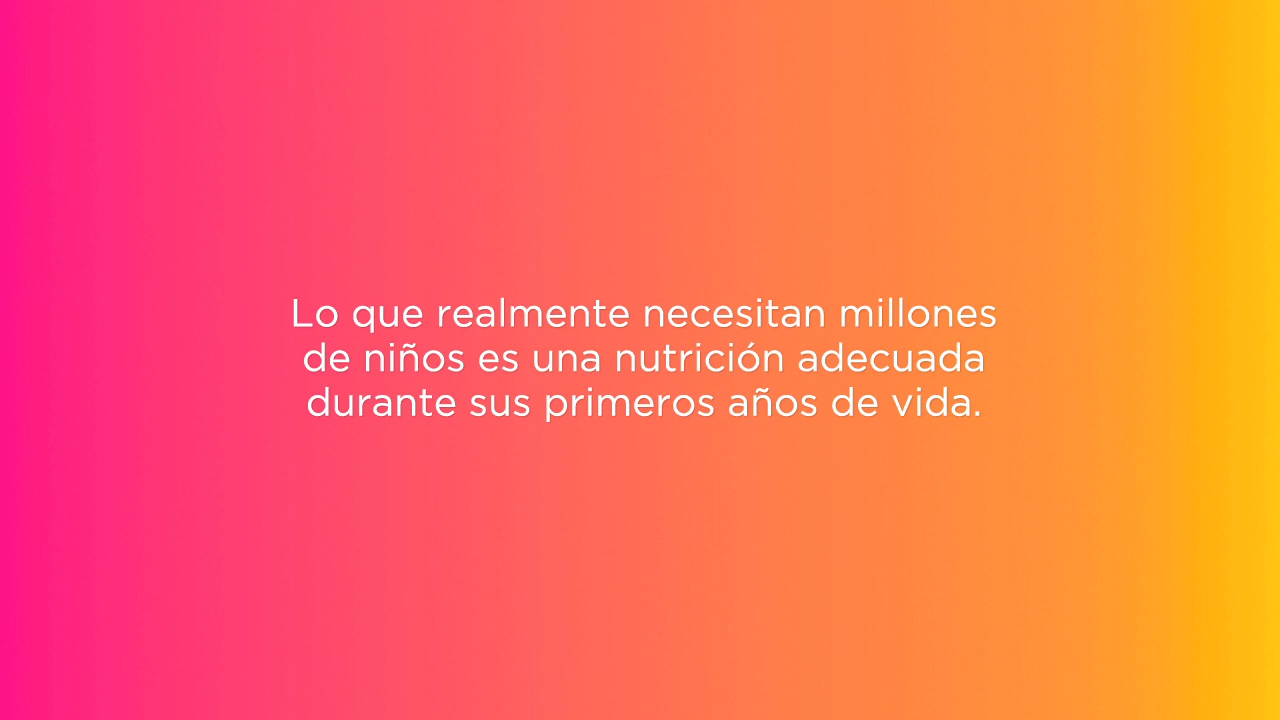 Lo que realmente necesitan millones
de niños es una nutrición adecuada
durante sus primeros años de vida.